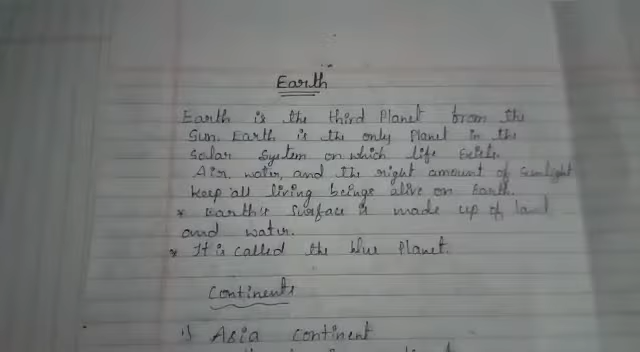 Earth
Earth is the third Planet from the
Sun. Earth is the only Planet in the
Solar System on which life Exists.
Air, water, and the right amount of Sunlight
keep all living beings alive on Earth.
* Earth's Surface is made up of land
and water.
* It is called the blue Planet.
Continents
1) Asia continent